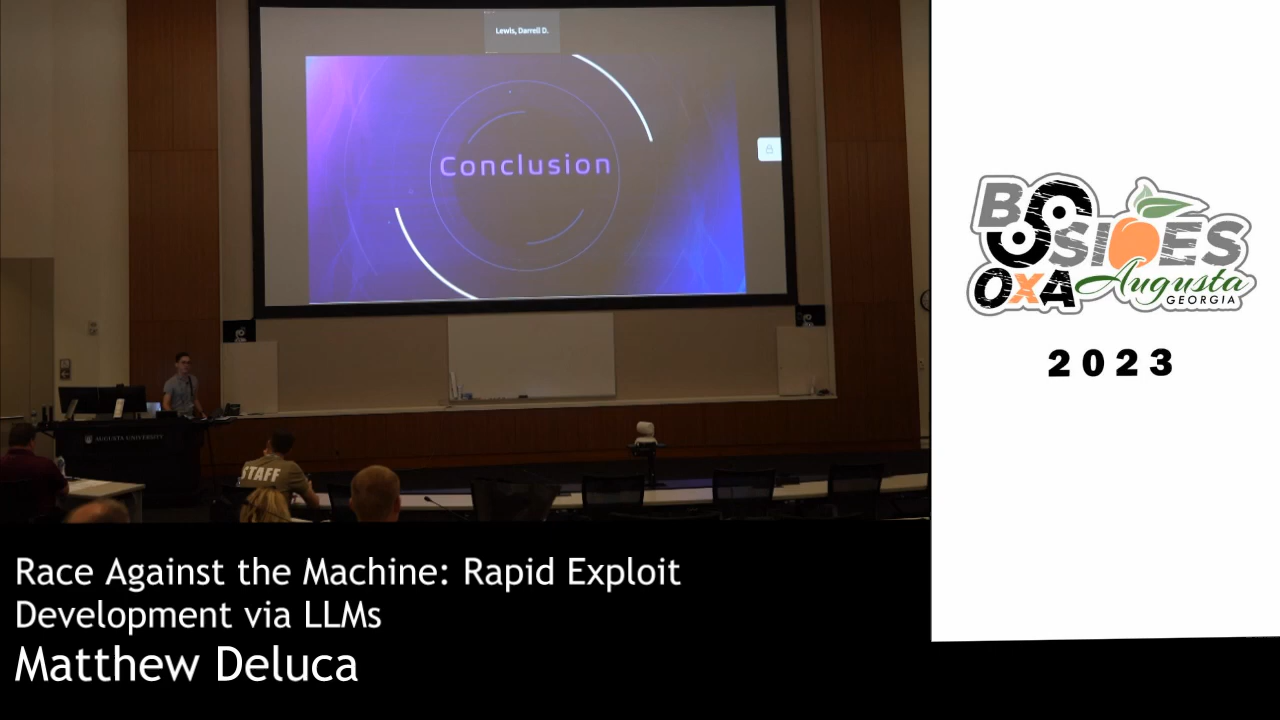 Lewis, Darrell D.
Conclusion
AUGUSTA UNIVERSITY
STAFF
BSIDES
OxA Augusta
GEORGIA
2023
Race Against the Machine: Rapid Exploit
Development via LLMs
Matthew Deluca